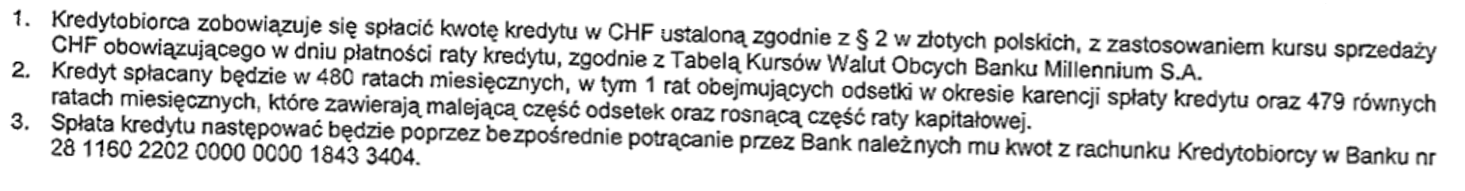 1. Kredytobiorca zobowiązuje się spłacić kwotę kredytu w CHF ustaloną zgodnie z § 2 w złotych polskich, z zastosowaniem kursu sprzedaży
CHF obowiązującego w dniu płatności raty kredytu, zgodnie z Tabelą Kursów Walut Obcych Banku Millennium S.A.
2. Kredyt spłacany będzie w 480 ratach miesięcznych, w tym 1 rat obejmujących odsetki w okresie karencji spłaty kredytu oraz 479 równych
ratach miesięcznych, które zawierają malejącą część odsetek oraz rosnącą część raty kapitałowej.
3. Spłata kredytu następować będzie poprzez bezpośrednie potrącanie przez Bank należnych mu kwot z rachunku Kredytobiorcy w Banku nr
28 1160 2202 0000 0000 1843 3404.